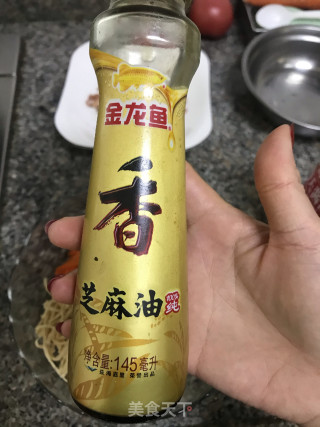 金龙鱼
香
芝麻油
净含量:145毫升
美食天下